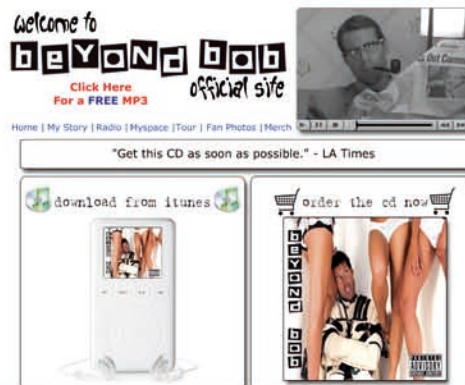 welcome to
beyond bob
official site
Click Here
For a FREE MP3
Home | My Story | Radio | Myspace | Tour | Fan Photos | Merch
"Get this CD as soon as possible." - LA Times
download from itunes
order the cd now
beyond bob
PARENTAL
ADVISORY